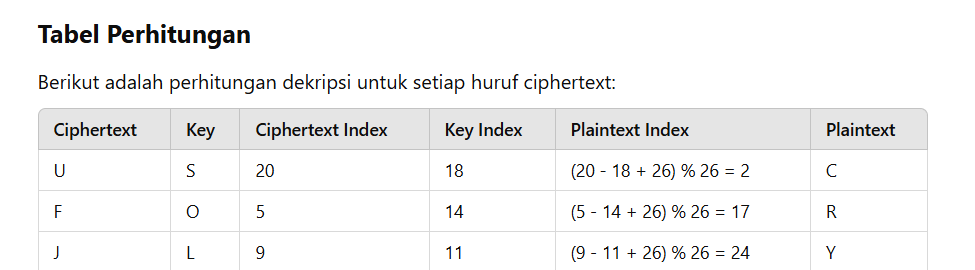 Tabel Perhitungan
Berikut adalah perhitungan dekripsi untuk setiap huruf ciphertext:
Ciphertext Key Ciphertext Index Key Index Plaintext Index Plaintext
U S 20 18 (20 - 18 + 26) % 26 = 2 C
F O 5 14 (5 - 14 + 26) % 26 = 17 R
J L 9 11 (9 - 11 + 26) % 26 = 24 Y